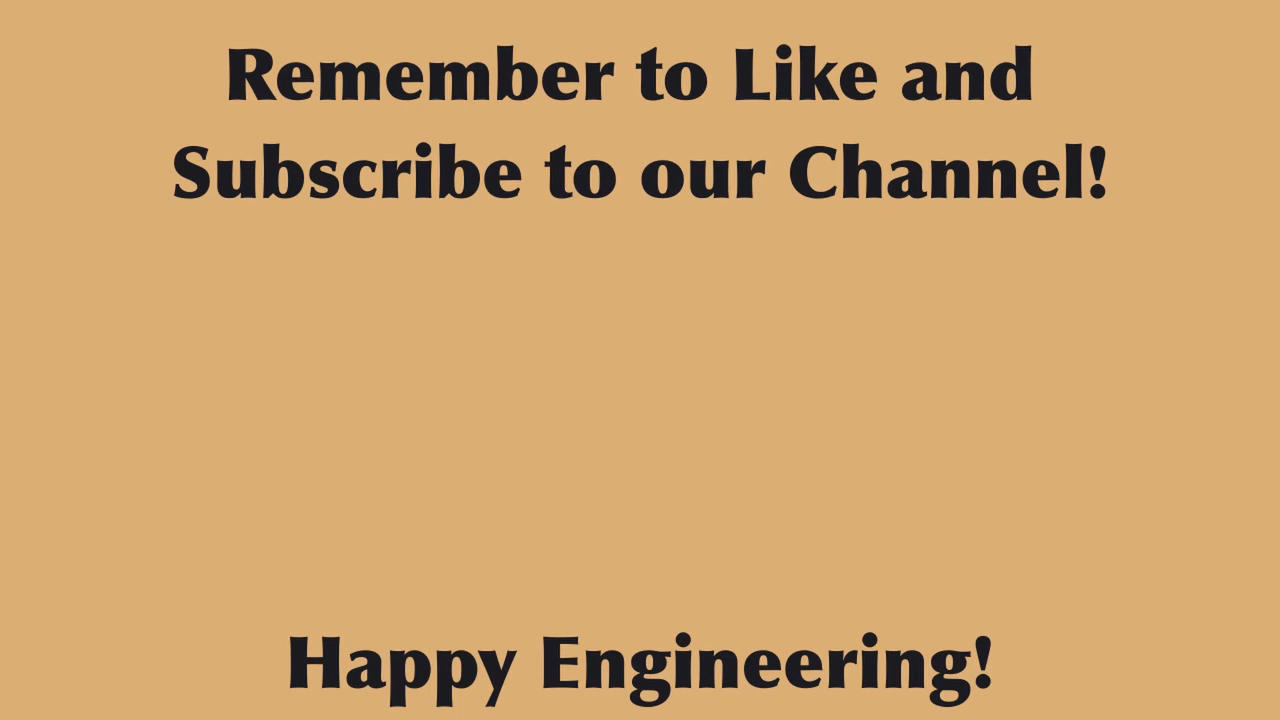 Remember to Like and
Subscribe to our Channel!
Happy Engineering!